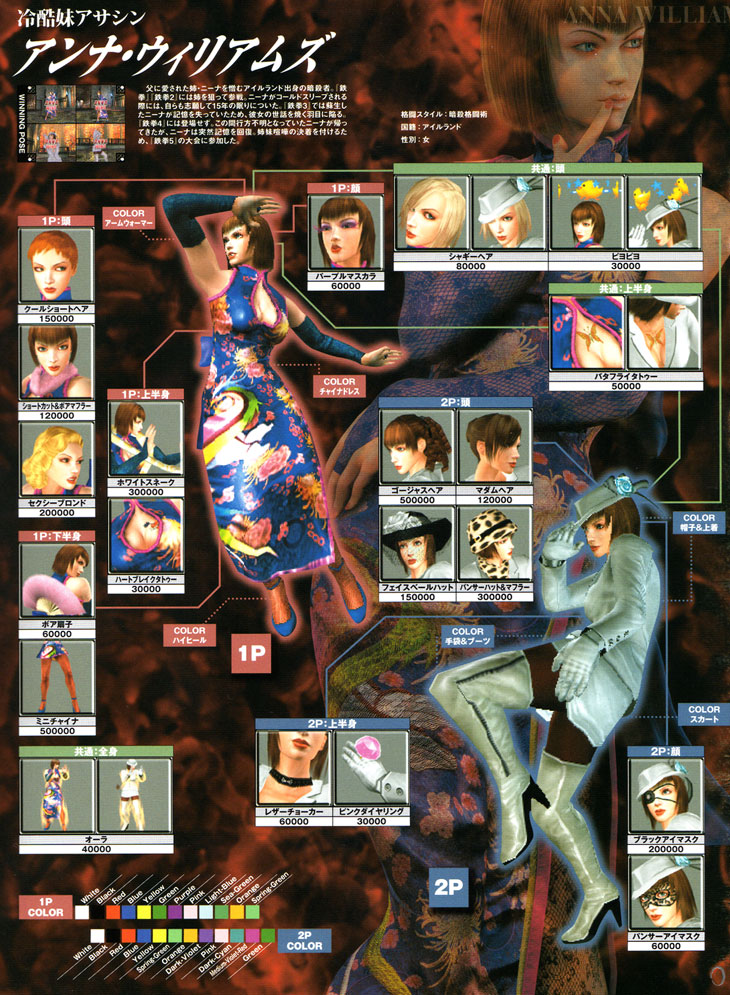 冷酷妹アサシン
アンナ・ウィリアムズ
ANNA WILLIAM
WINNING POSE
父に愛された姉・ニーナを憎むアイルランド出身の暗殺者。『鉄
拳』『鉄拳2』には姉を狙って参戦。ニーナがコールドスリープされる
際には、自らも志願して15年の眠りについた。『鉄拳3』では蘇生し
たニーナが記憶を失っていたため、彼女の世話を焼く羽目に陥る。
『鉄拳4』には登場せず。この間行方不明となっていたニーナが帰っ
てきたが、ニーナは突然記憶を回復。姉妹喧嘩の決着を付けるた
め、『鉄拳5』の大会に参加した。
格闘スタイル：暗殺格闘術
国籍：アイルランド
性別：女
1P：頭
クールショートヘア
150000
ショートカット&ボアマフラー
120000
セクシーブロンド
200000
1P：下半身
ボア扇子
60000
ミニチャイナ
500000
共通：全身
オーラ
40000
COLOR
アームウォーマー
1P：顔
パープルマスカラ
60000
共通：頭
シャギーヘア
80000
ピヨピヨ
30000
共通：上半身
バタフライタトゥー
50000
1P：上半身
ホワイトスネーク
300000
ハートブレイクタトゥー
30000
COLOR
チャイナドレス
COLOR
ハイヒール
1P
2P：頭
ゴージャスヘア
500000
マダムヘア
120000
フェイスベールハット
150000
パンサーハット&マフラー
300000
COLOR
帽子&上着
COLOR
手袋&ブーツ
COLOR
スカート
2P：上半身
レザーチョーカー
60000
ピンクダイヤリング
30000
2P：顔
ブラックアイマスク
200000
パンサーアイマスク
60000
2P
1P
COLOR
White
Black
Red
Blue
Yellow
Green
Purple
Pink
Light-Blue
Sea-Green
Orange
Spring-Green
2P
COLOR
White
Black
Red
Blue
Yellow
Spring-Green
Orange
Dark-Violet
Pink
Dark-Cyan
Medium-Violet-Red
Green